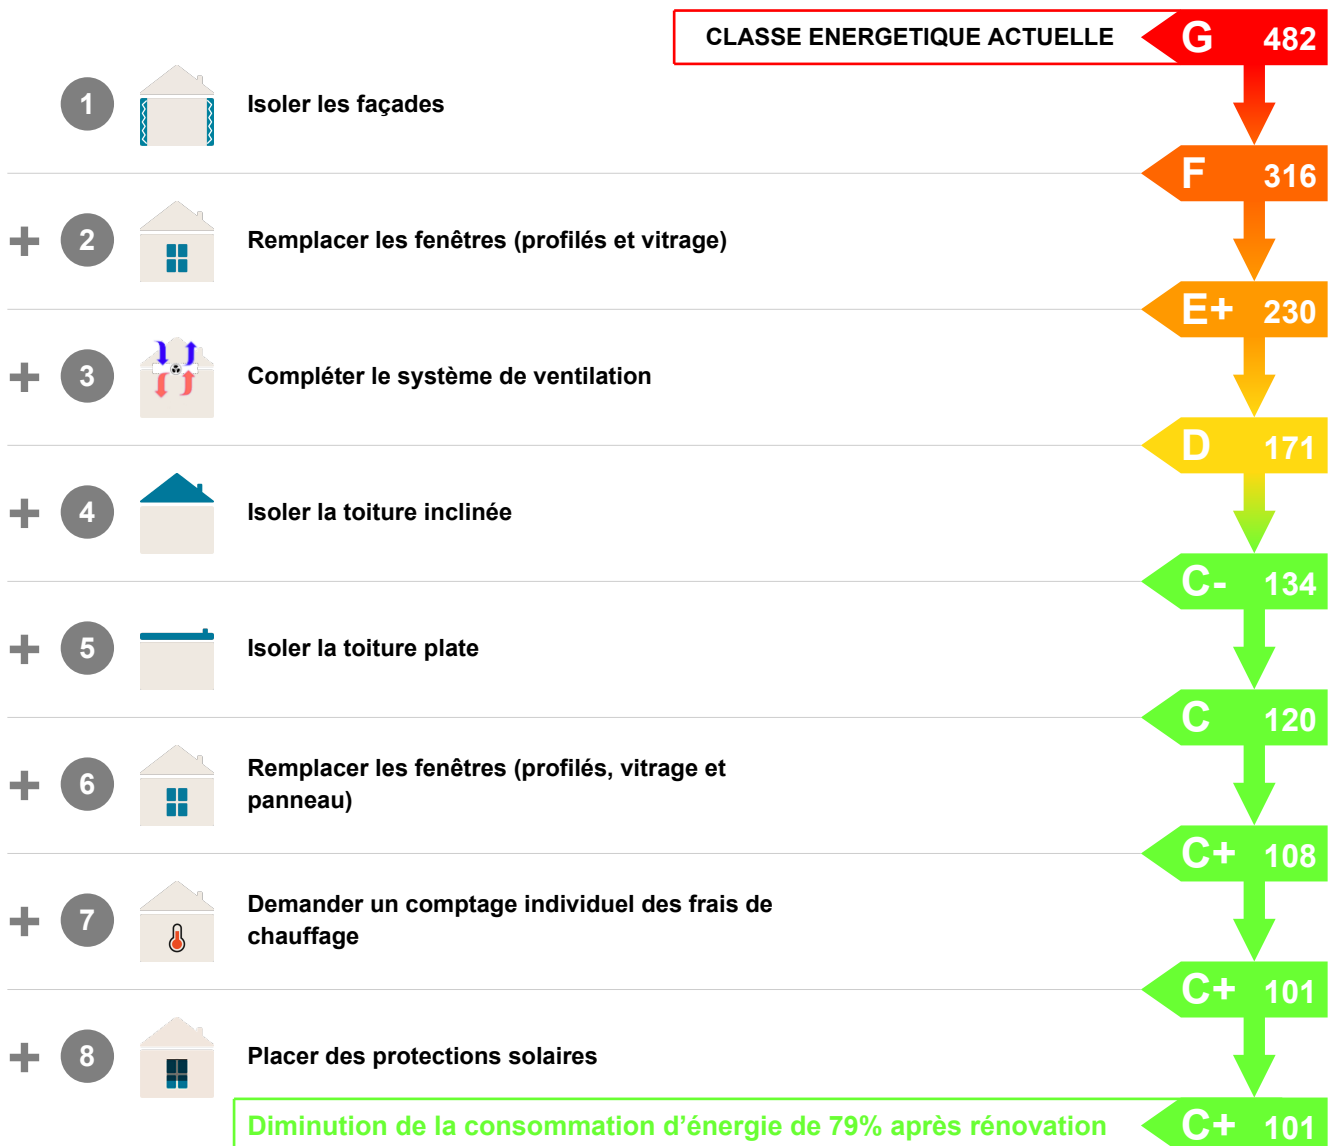 CLASSE ENERGETIQUE ACTUELLE G 482
1 Isoler les façades
F 316
+ 2 Remplacer les fenêtres (profilés et vitrage)
E+ 230
+ 3 Compléter le système de ventilation
D 171
+ 4 Isoler la toiture inclinée
C- 134
+ 5 Isoler la toiture plate
C 120
+ 6 Remplacer les fenêtres (profilés, vitrage et
panneau)
C+ 108
+ 7 Demander un comptage individuel des frais de
chauffage
C+ 101
+ 8 Placer des protections solaires
Diminution de la consommation d’énergie de 79% après rénovation C+ 101